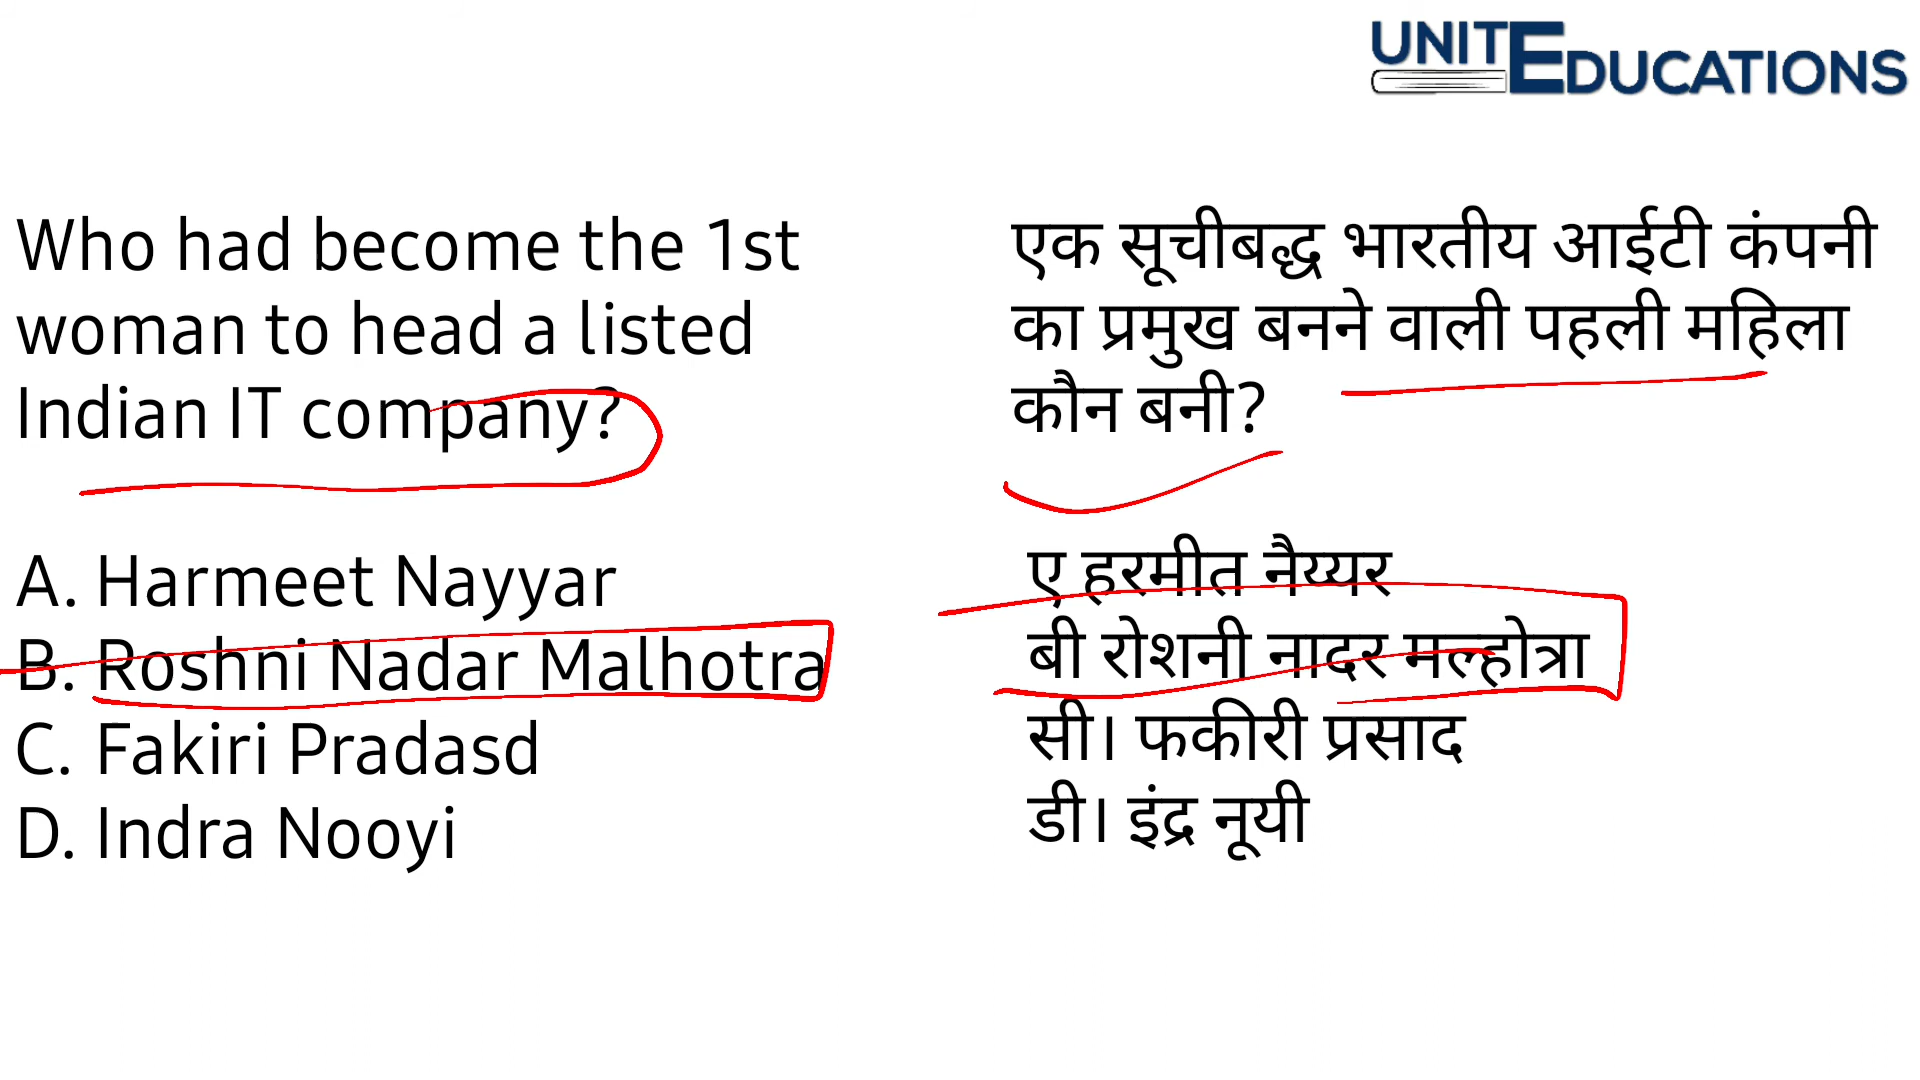 UNITEDUCATIONS
Who had become the 1st
woman to head a listed
Indian IT company?
A. Harmeet Nayyar
B. Roshni Nadar Malhotra
C. Fakiri Pradasd
D. Indra Nooyi
एक सूचीबद्ध भारतीय आईटी कंपनी
का प्रमुख बनने वाली पहली महिला
कौन बनी?
ए हरमीत नैय्यर
बी रोशनी नादर मल्होत्रा
सी। फकीरी प्रसाद
डी। इंद्र नूयी